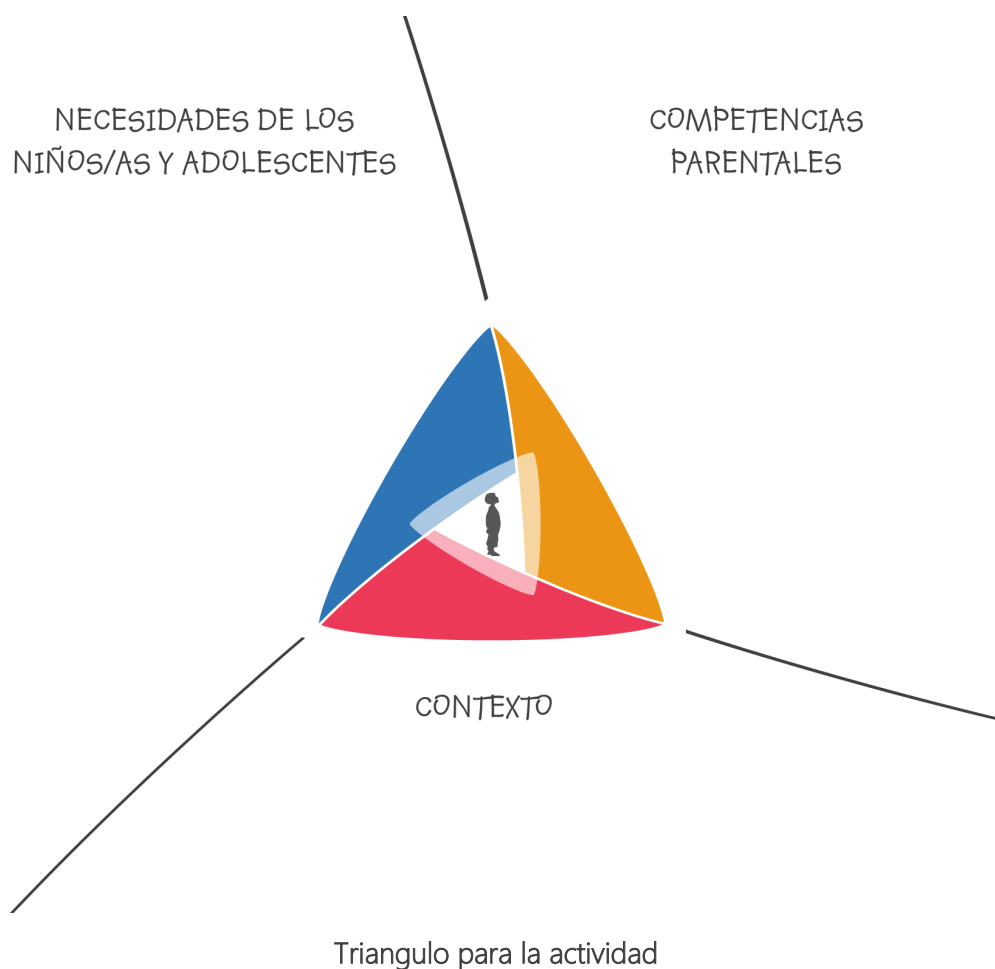 NECESIDADES DE LOS
NIÑOS/AS Y ADOLESCENTES
COMPETENCIAS
PARENTALES
CONTEXTO
Triangulo para la actividad